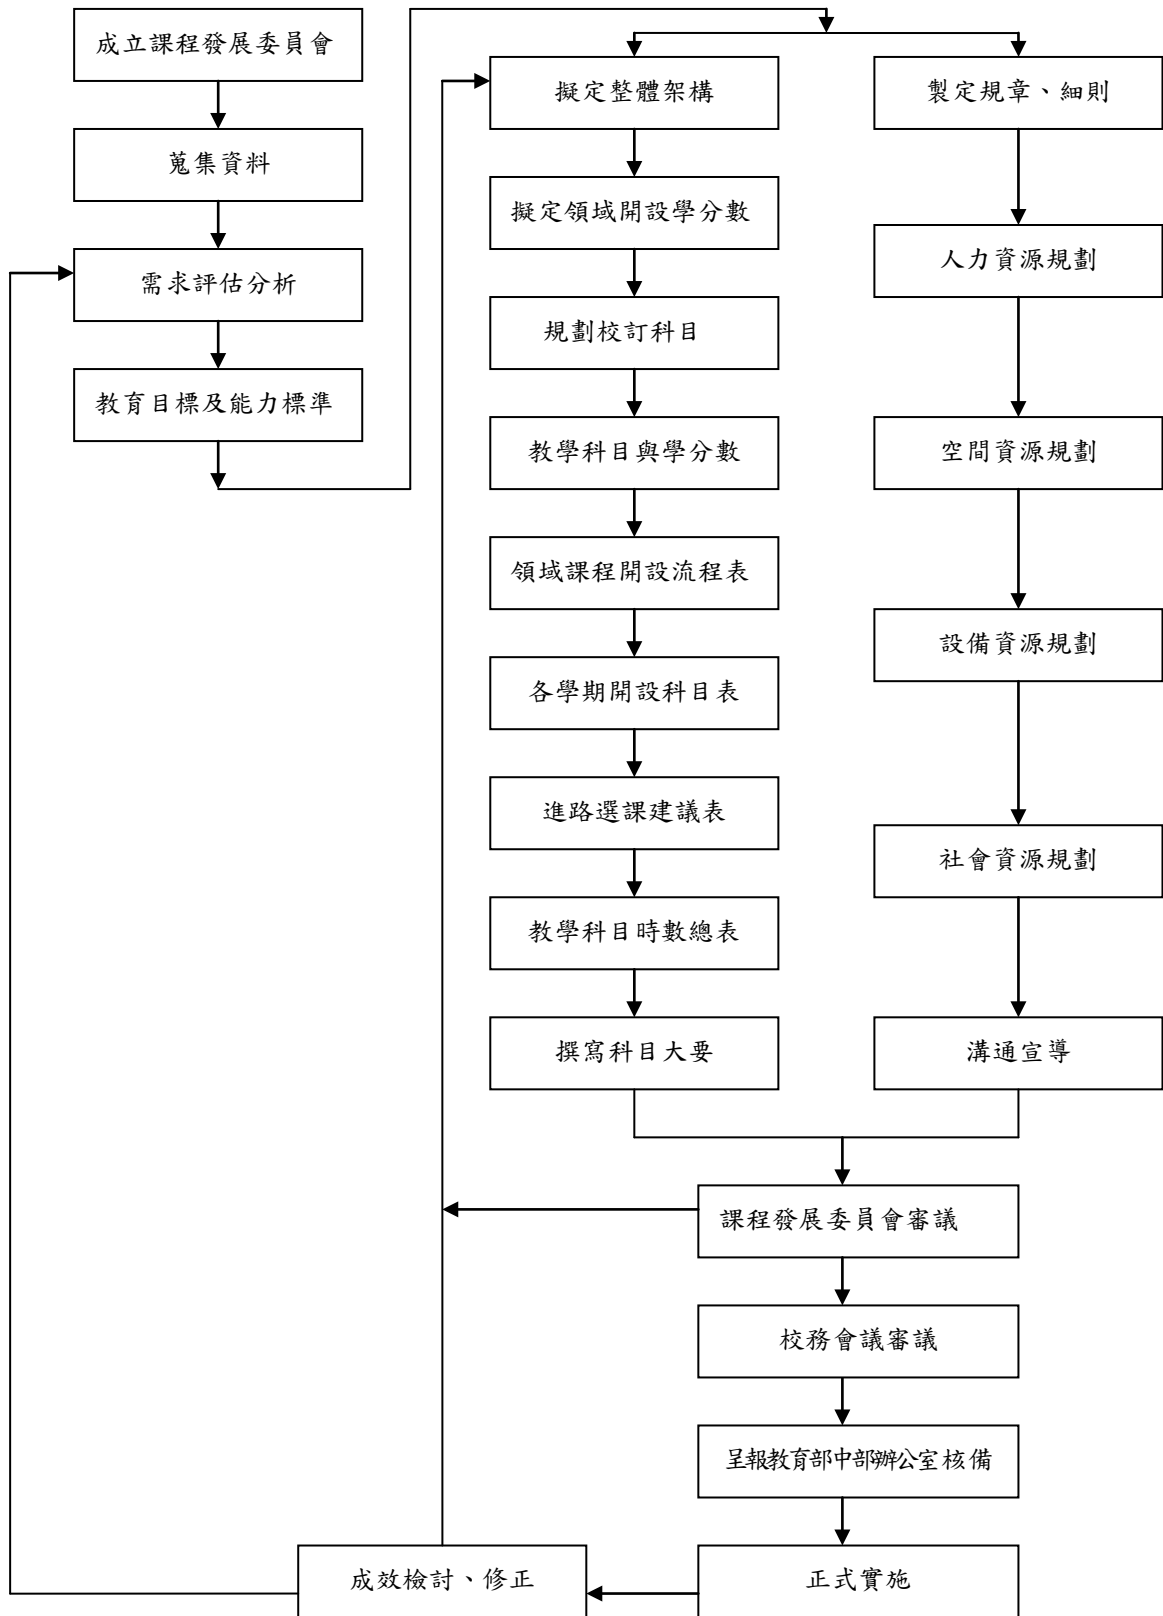 成立課程發展委員會
蒐集資料
需求評估分析
教育目標及能力標準
擬定整體架構
擬定領域開設學分數
規劃校訂科目
教學科目與學分數
領域課程開設流程表
各學期開設科目表
進路選課建議表
教學科目時數總表
撰寫科目大要
製定規章、細則
人力資源規劃
空間資源規劃
設備資源規劃
社會資源規劃
溝通宣導
課程發展委員會審議
校務會議審議
呈報教育部中部辦公室核備
正式實施
成效檢討、修正